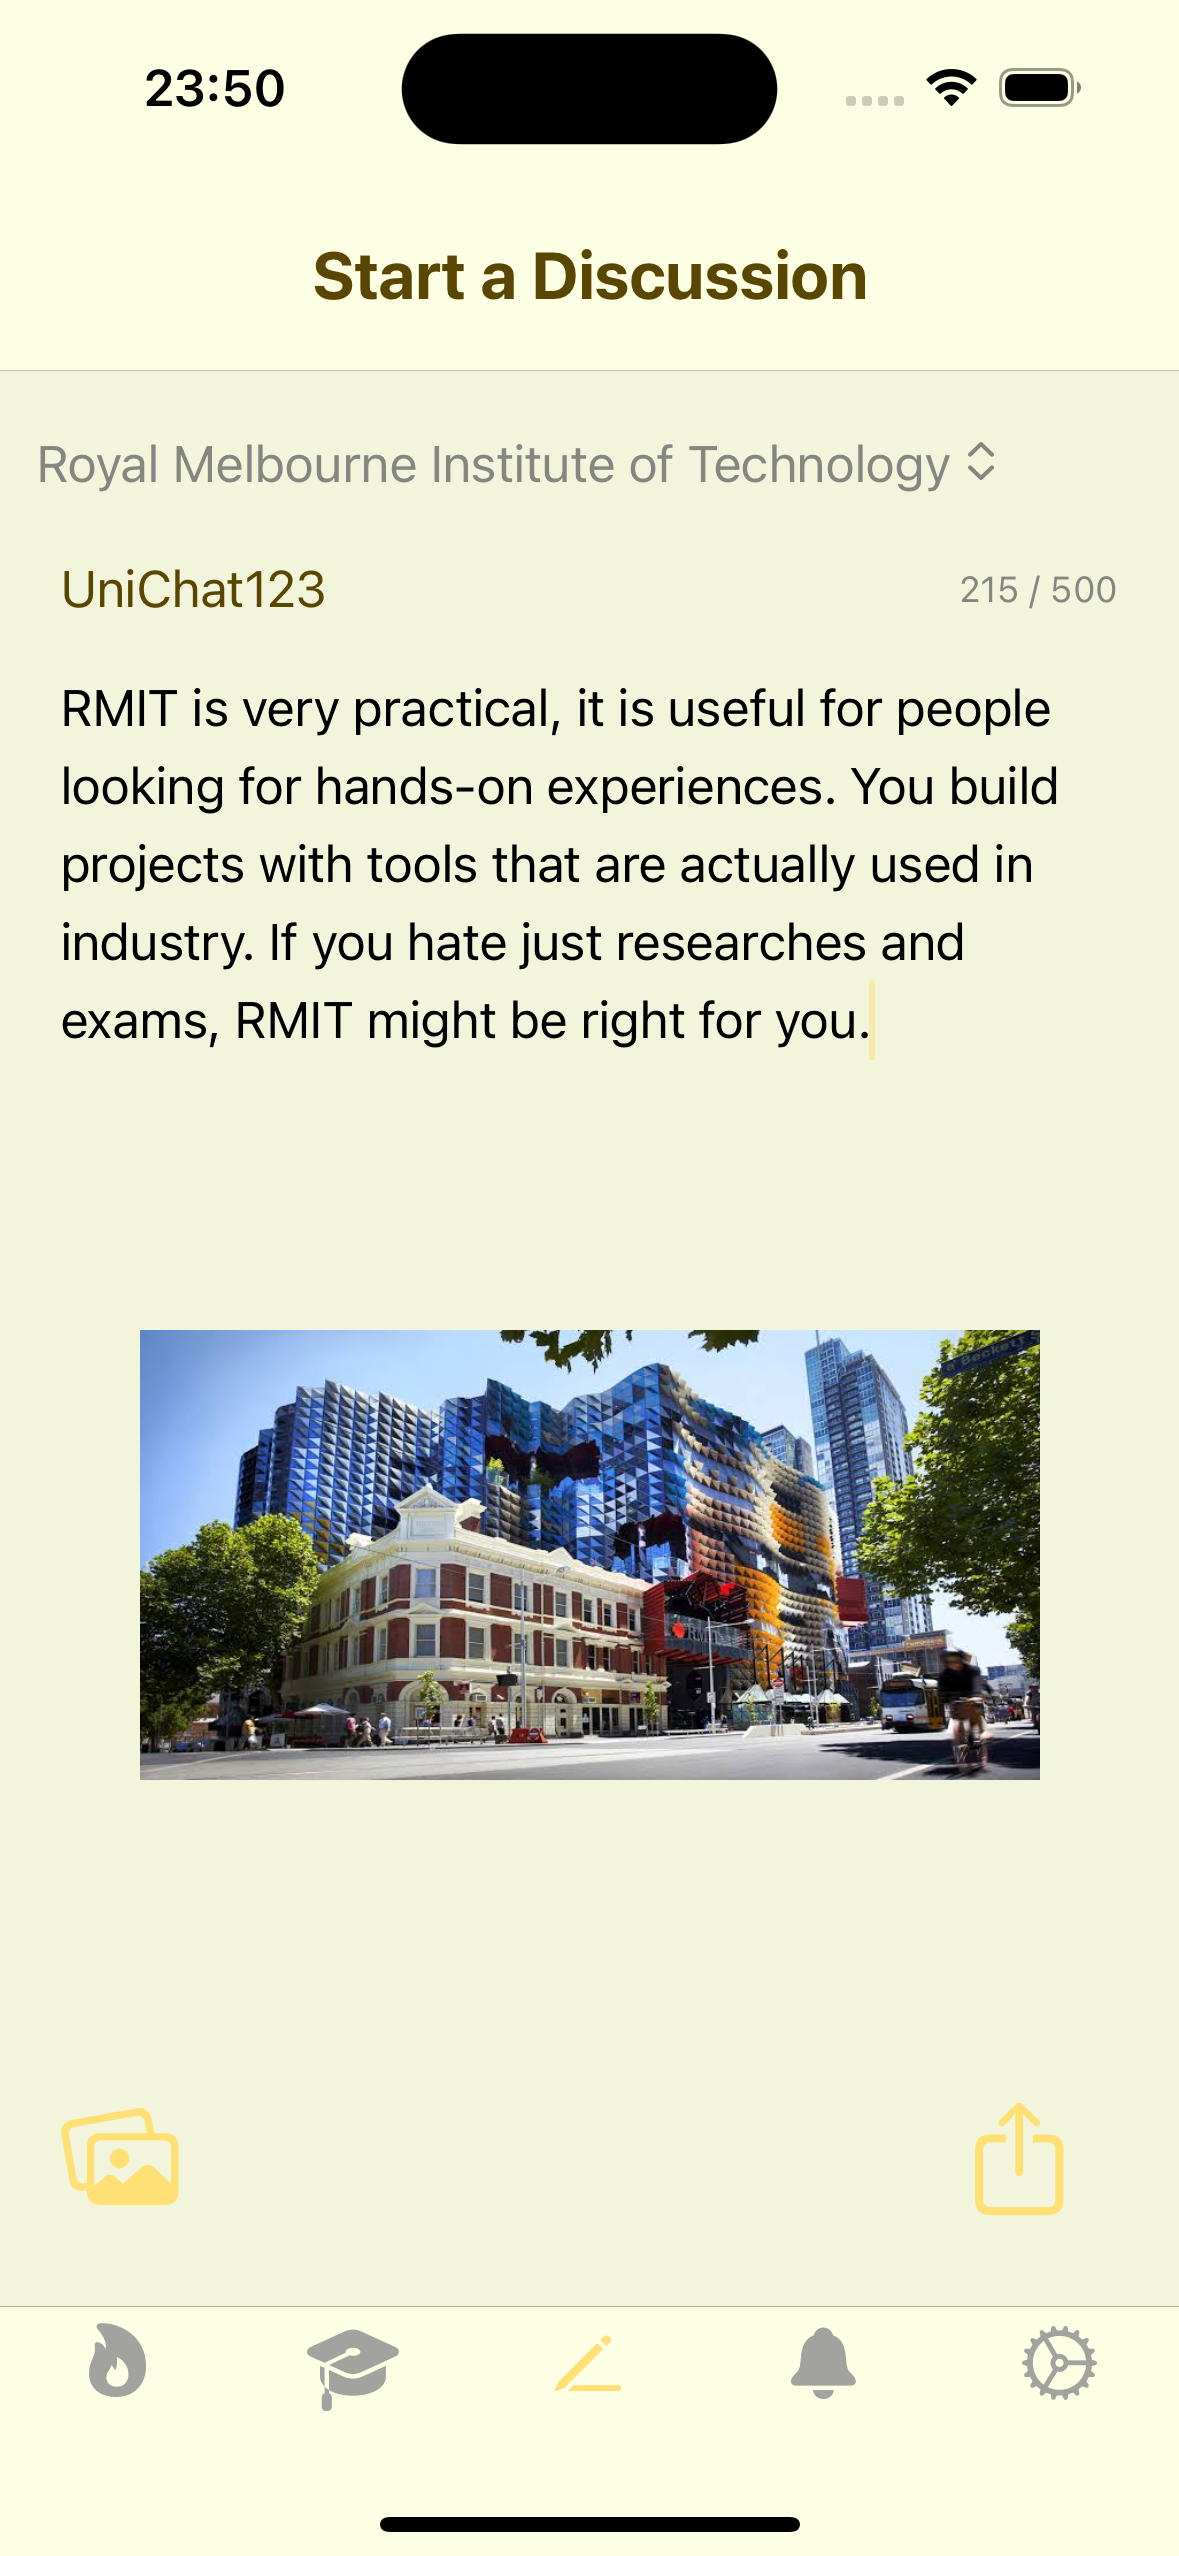 23:50
Start a Discussion
Royal Melbourne Institute of Technology
UniChat123
215 / 500
RMIT is very practical, it is useful for people
looking for hands-on experiences. You build
projects with tools that are actually used in
industry. If you hate just researches and
exams, RMIT might be right for you.
a'Beckett S